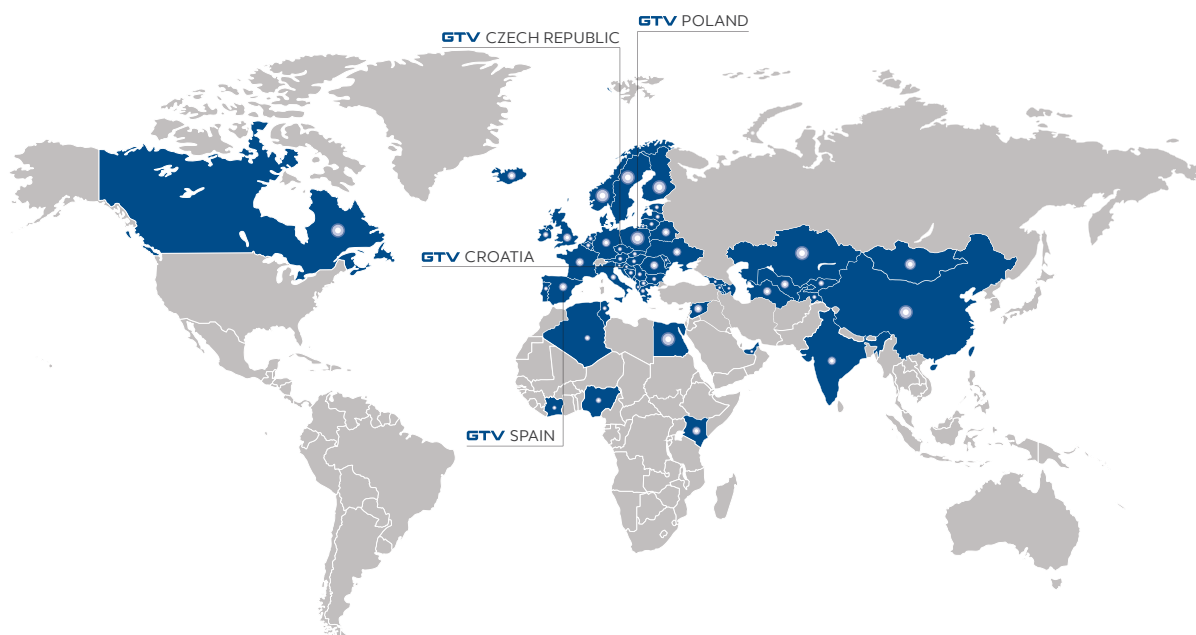 GTV POLAND
GTV CZECH REPUBLIC
GTV CROATIA
GTV SPAIN